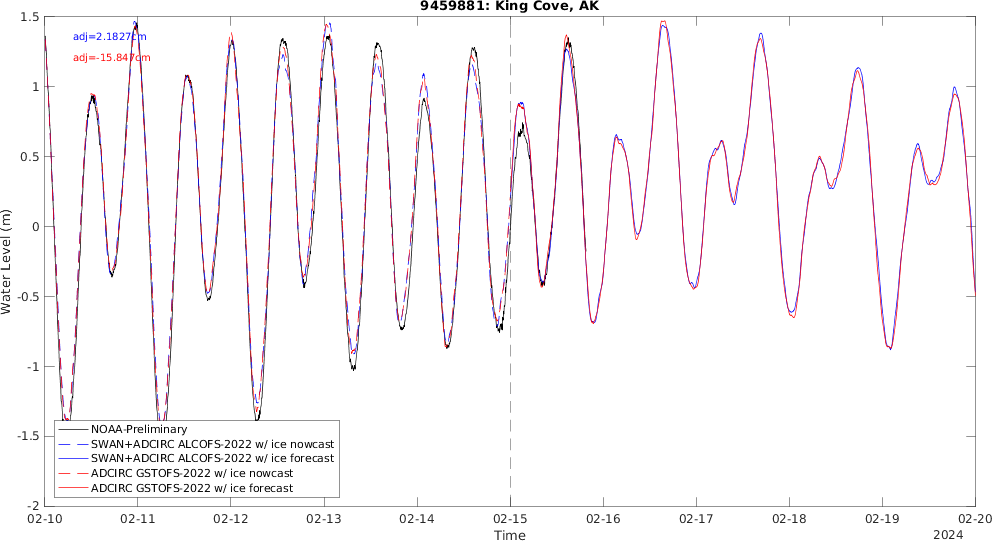 9459881: King Cove, AK
adj=2.1827cm
adj=-15.847cm
1.5
1
0.5
0
-0.5
-1
-1.5
-2
Water Level (m)
NOAA-Preliminary
SWAN+ADCIRC ALCOFS-2022 w/ ice nowcast
SWAN+ADCIRC ALCOFS-2022 w/ ice forecast
ADCIRC GSTOFS-2022 w/ ice nowcast
ADCIRC GSTOFS-2022 w/ ice forecast
02-10 02-11 02-12 02-13 02-14 02-15 02-16 02-17 02-18 02-19 02-20
Time
2024